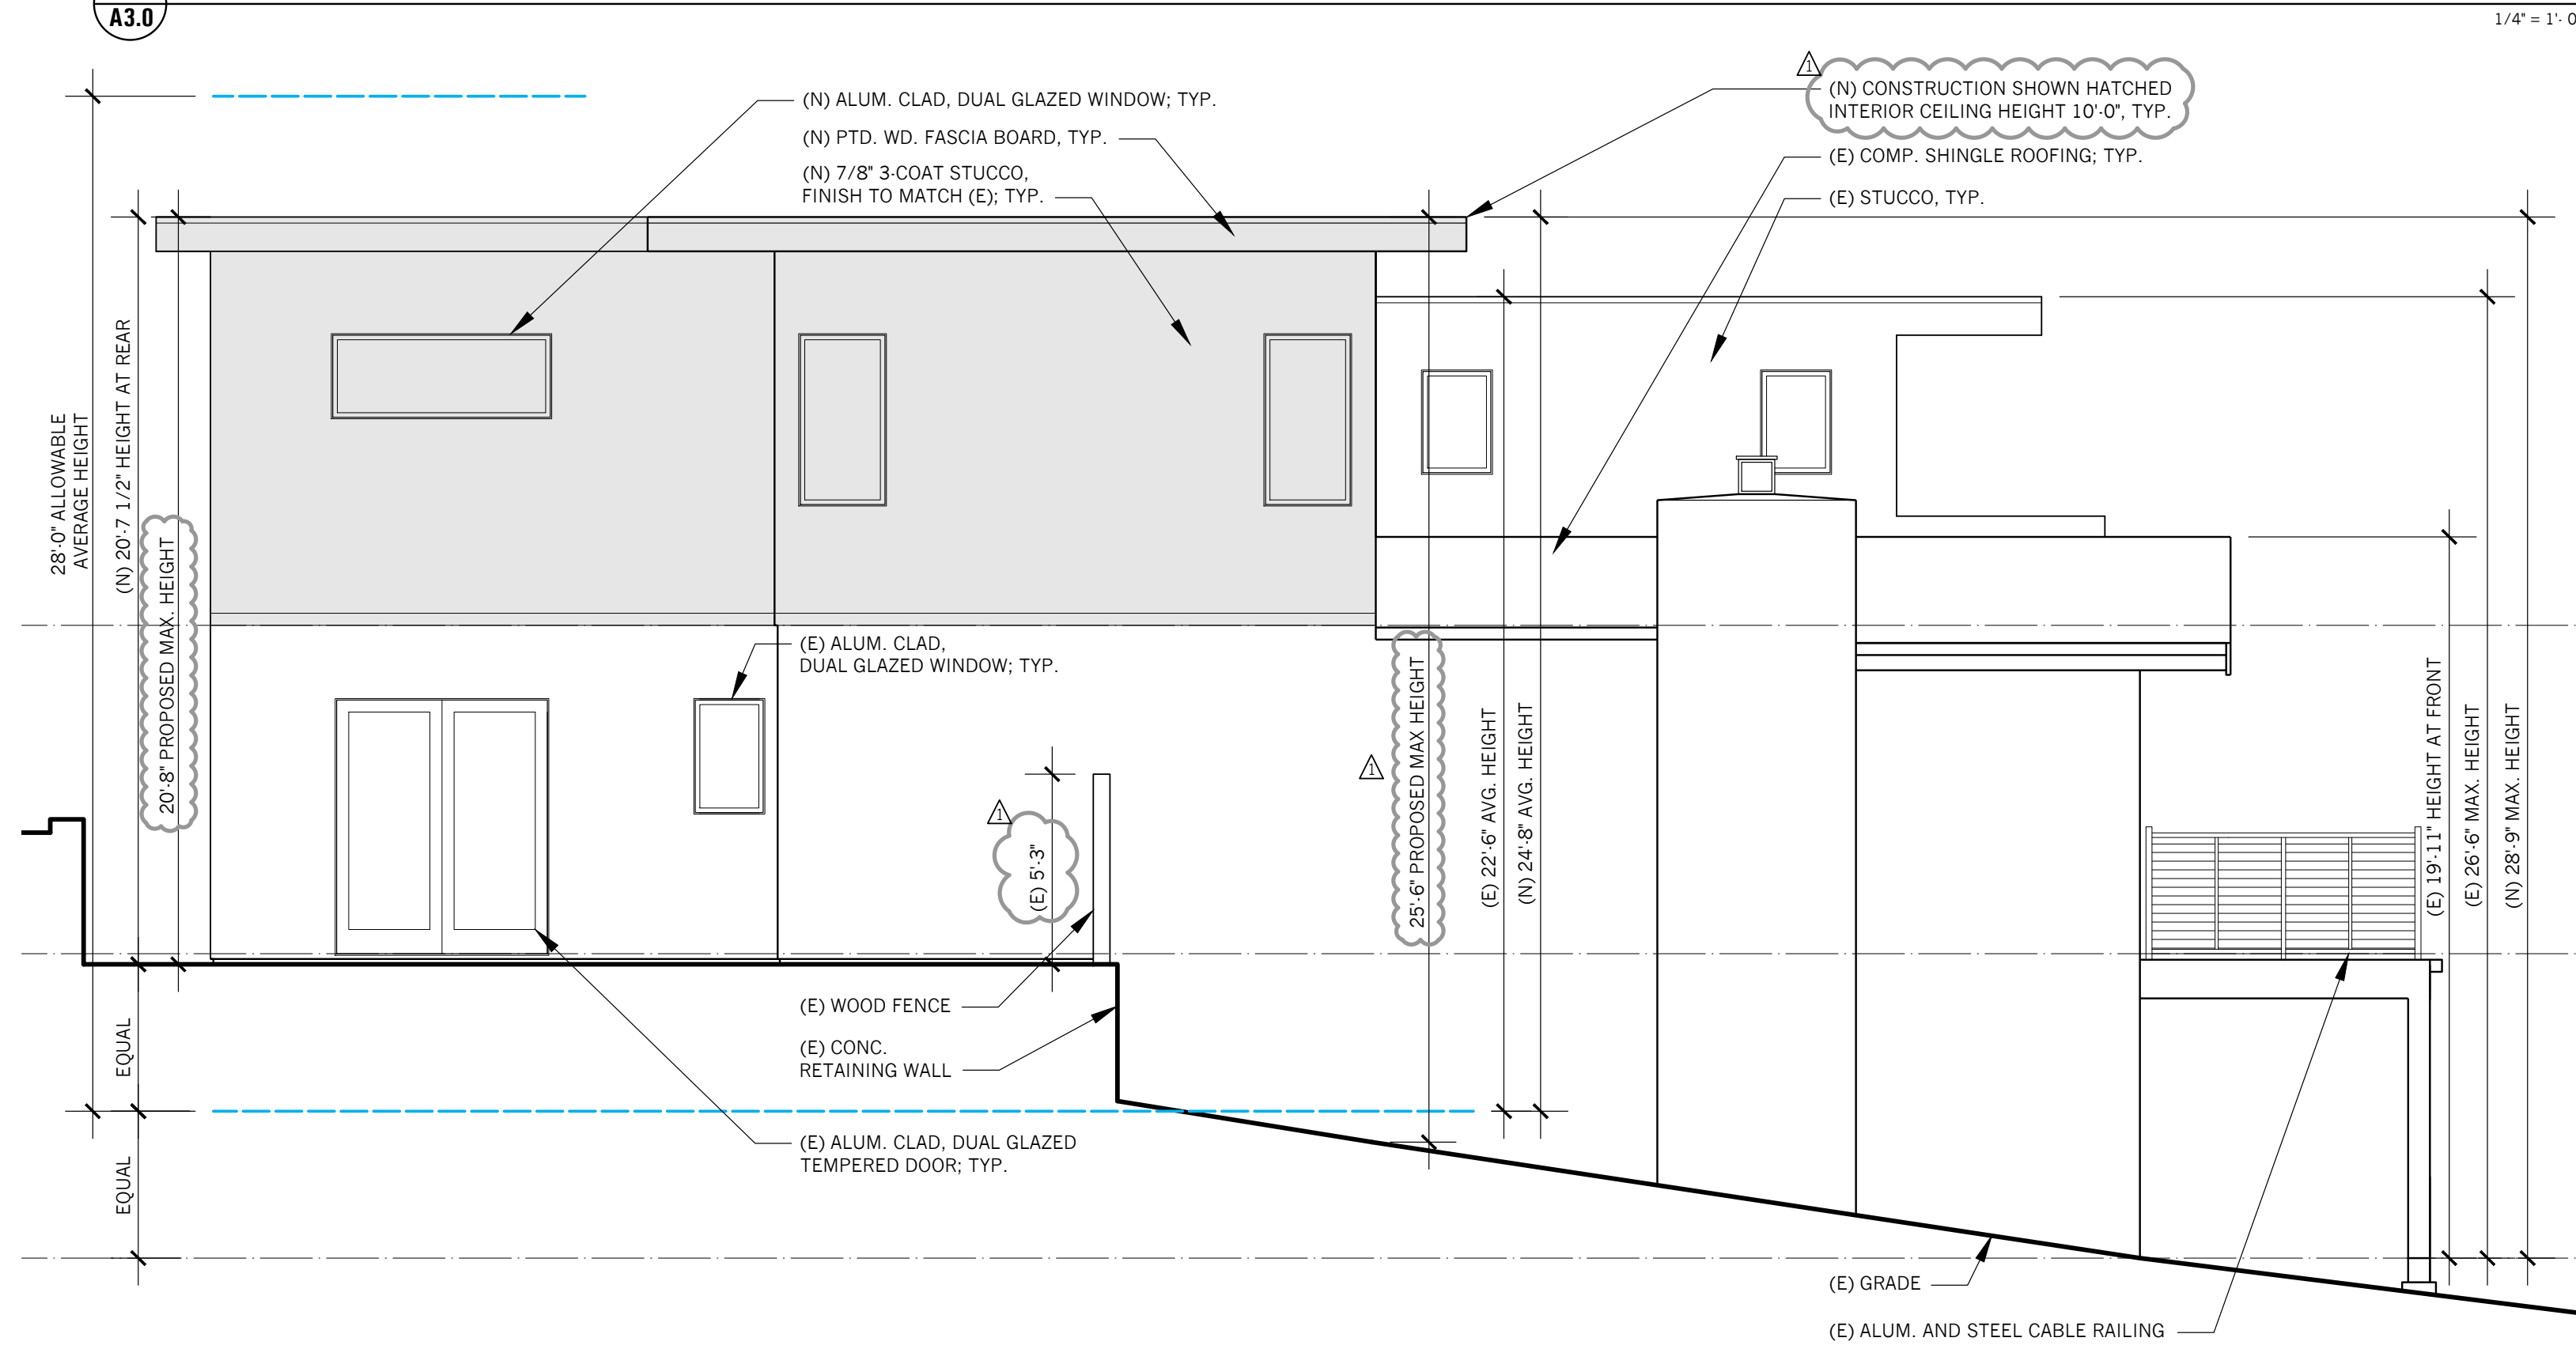 A3.0
1/4" = 1'- 0
1
(N) CONSTRUCTION SHOWN HATCHED
INTERIOR CEILING HEIGHT 10'-0", TYP.
(N) ALUM. CLAD, DUAL GLAZED WINDOW; TYP.
(N) PTD. WD. FASCIA BOARD, TYP.
(N) 7/8" 3-COAT STUCCO,
FINISH TO MATCH (E); TYP.
(E) COMP. SHINGLE ROOFING; TYP.
(E) STUCCO, TYP.
28'-0" ALLOWABLE
AVERAGE HEIGHT
(N) 20'-7 1/2" HEIGHT AT REAR
20'-8" PROPOSED MAX. HEIGHT
(E) ALUM. CLAD,
DUAL GLAZED WINDOW; TYP.
1
(E) 5'-3"
1
25'-6" PROPOSED MAX HEIGHT
(E) 22'-6" AVG. HEIGHT
(N) 24'-8" AVG. HEIGHT
(E) 19'-11" HEIGHT AT FRONT
(E) 26'-6" MAX. HEIGHT
(N) 28'-9" MAX. HEIGHT
(E) WOOD FENCE
(E) CONC.
RETAINING WALL
EQUAL
EQUAL
(E) ALUM. CLAD, DUAL GLAZED
TEMPERED DOOR; TYP.
(E) GRADE
(E) ALUM. AND STEEL CABLE RAILING